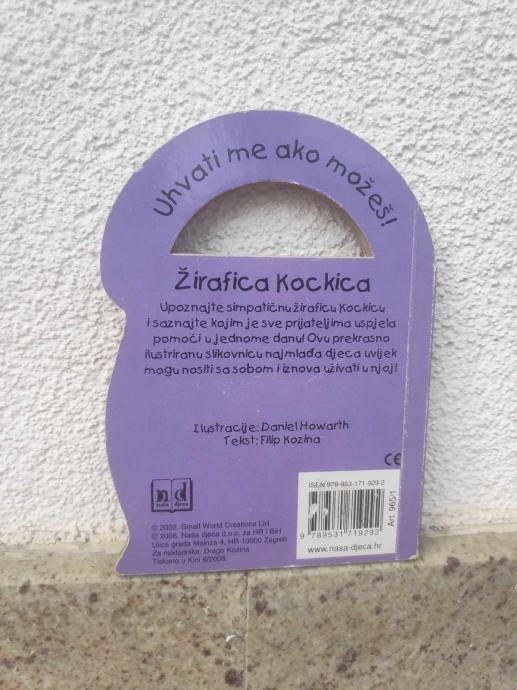 Uhvati me ako možeš!
Žirafica Kockica
Upoznajte simpatičnu žiraficu Kockicu
i saznajte kojim je sve prijateljima uspjela
pomoći u jednome danu! Ovu prekrasno
ilustriranu slikovnicu najmlađa djeca uvijek
mogu nositi sa sobom i iznova uživati u njoj!
Ilustracije: Daniel Howarth
Tekst: Filip Kozina
CE
nd
naša djeca
© 2002. Small World Creations Ltd.
© 2008. Naša djeca d.o.o. za HR i BiH
Ulica grada Mainza 4, HR-10000 Zagreb
Za nakladnika: Drago Kozina
Tiskano u Kini 6/2008.
ISBN 978-953-171-929-2
9 789531 719292
www.nasa-djeca.hr
Art. 965/1